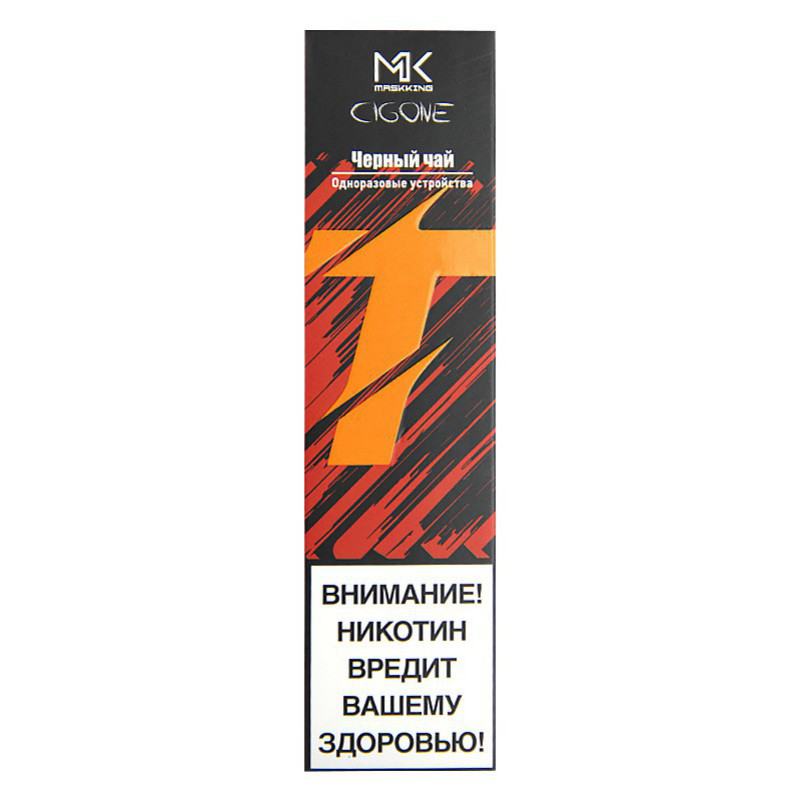 MK
MASKKING
CIGONE
Черный чай
Одноразовые устройства
T
ВНИМАНИЕ!
НИКОТИН
ВРЕДИТ
ВАШЕМУ
ЗДОРОВЬЮ!